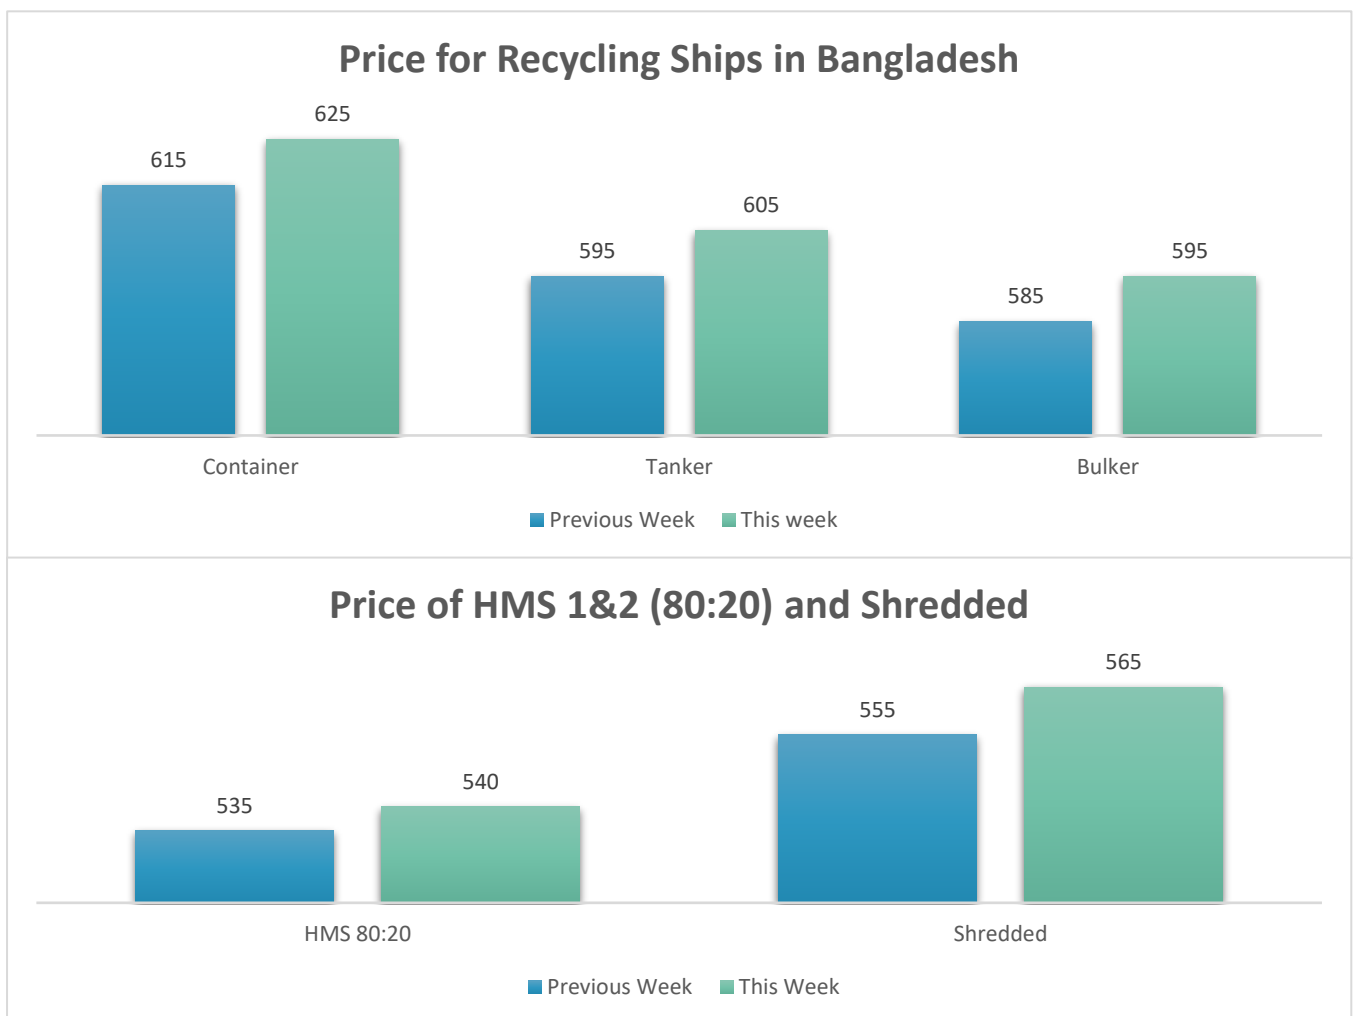 Price for Recycling Ships in Bangladesh
615
625
595
605
585
595
Container
Tanker
Bulker
Previous Week
This week
Price of HMS 1&2 (80:20) and Shredded
535
540
555
565
HMS 80:20
Shredded
Previous Week
This Week